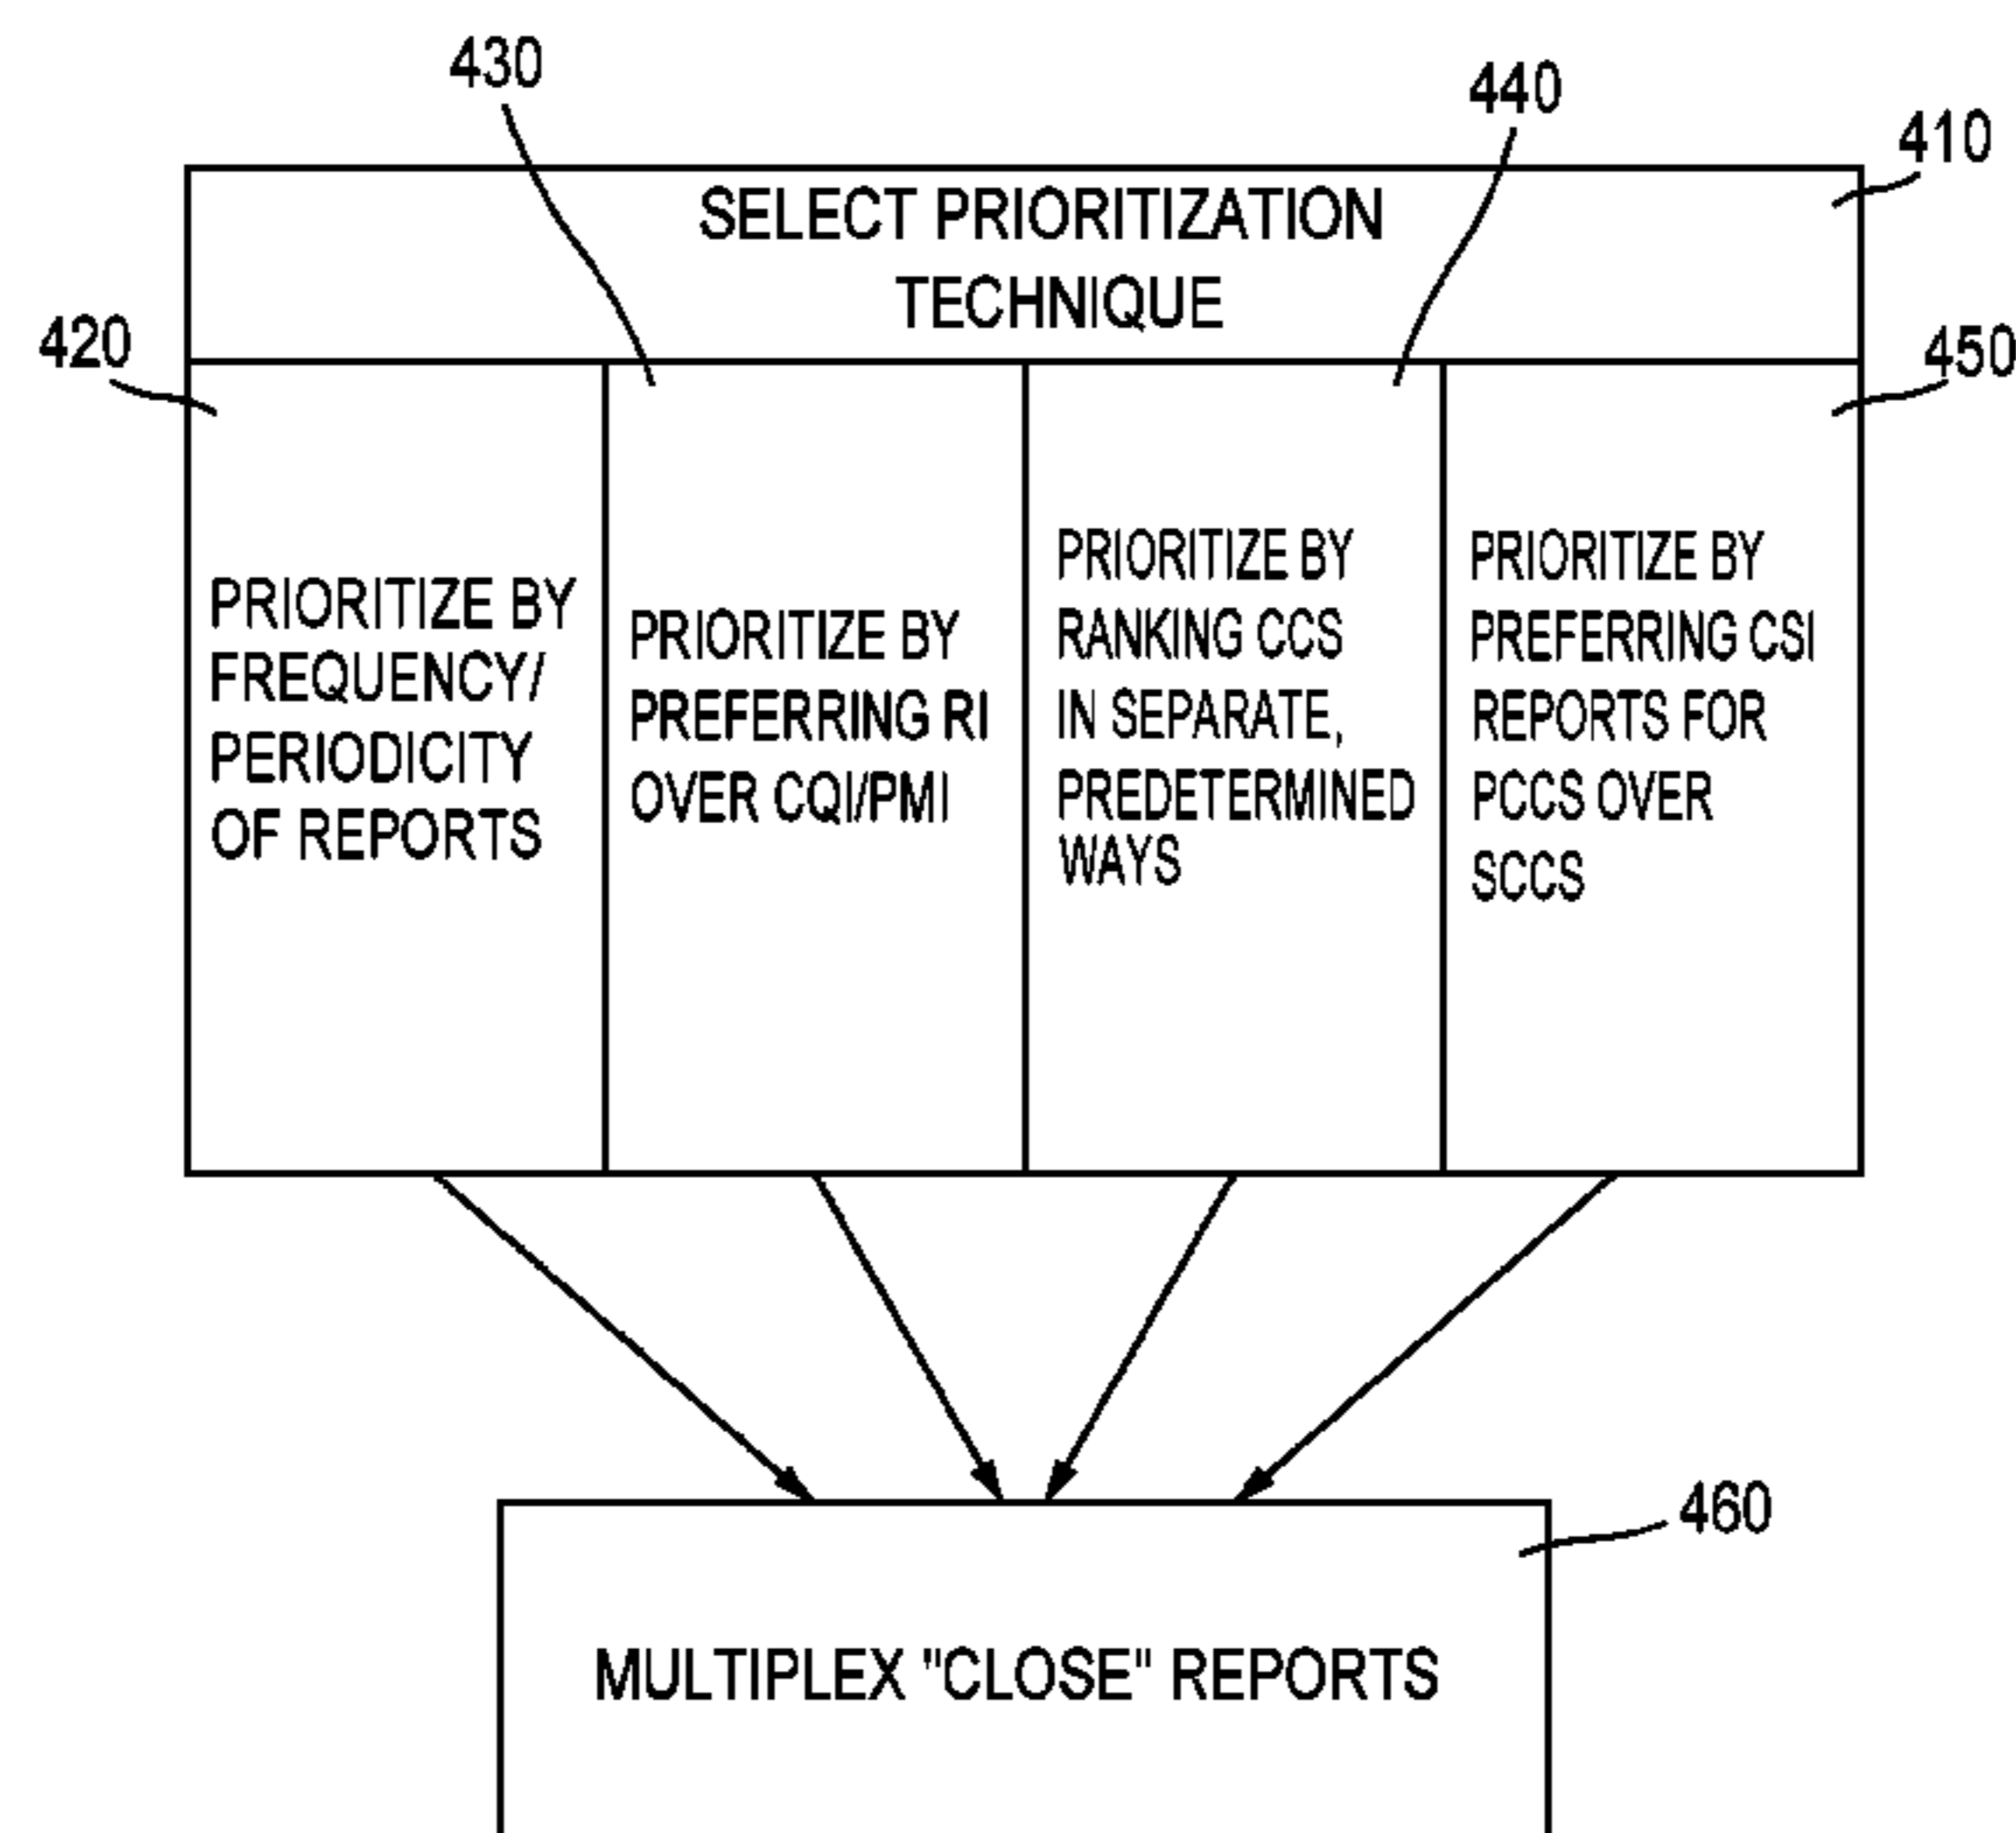 430
440
410
SELECT PRIORITIZATION
TECHNIQUE
420
450
PRIORITIZE BY
FREQUENCY/
PERIODICITY
OF REPORTS
PRIORITIZE BY
PREFERRING RI
OVER CQI/PMI
PRIORITIZE BY
RANKING CCS
IN SEPARATE,
PREDETERMINED
WAYS
PRIORITIZE BY
PREFERRING CSI
REPORTS FOR
PCCS OVER
SCCS
460
MULTIPLEX "CLOSE" REPORTS